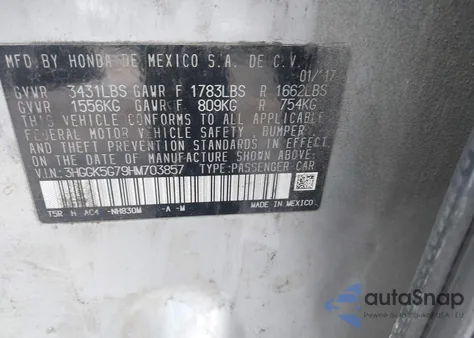 MFD.BY HONDA DE MEXICO S.A. DE C.V.
01/'17
GVWR 3431LBS GAWR F 1783LBS R 1662LBS
GVWR 1556KG GAWR F 809KG R 754KG
THIS VEHICLE CONFORMS TO ALL APPLICABLE
FEDERAL MOTOR VEHICLE SAFETY, BUMPER,
AND THEFT PREVENTION STANDARDS IN EFFECT ON
THE DATE OF MANUFACTURE SHOWN ABOVE.
V.I.N: 3HGGK5G79HM703857 TYPE:PASSENGER CAR
T5R H AC4 -NH830M -A -M MADE IN MEXICO
autoSnap